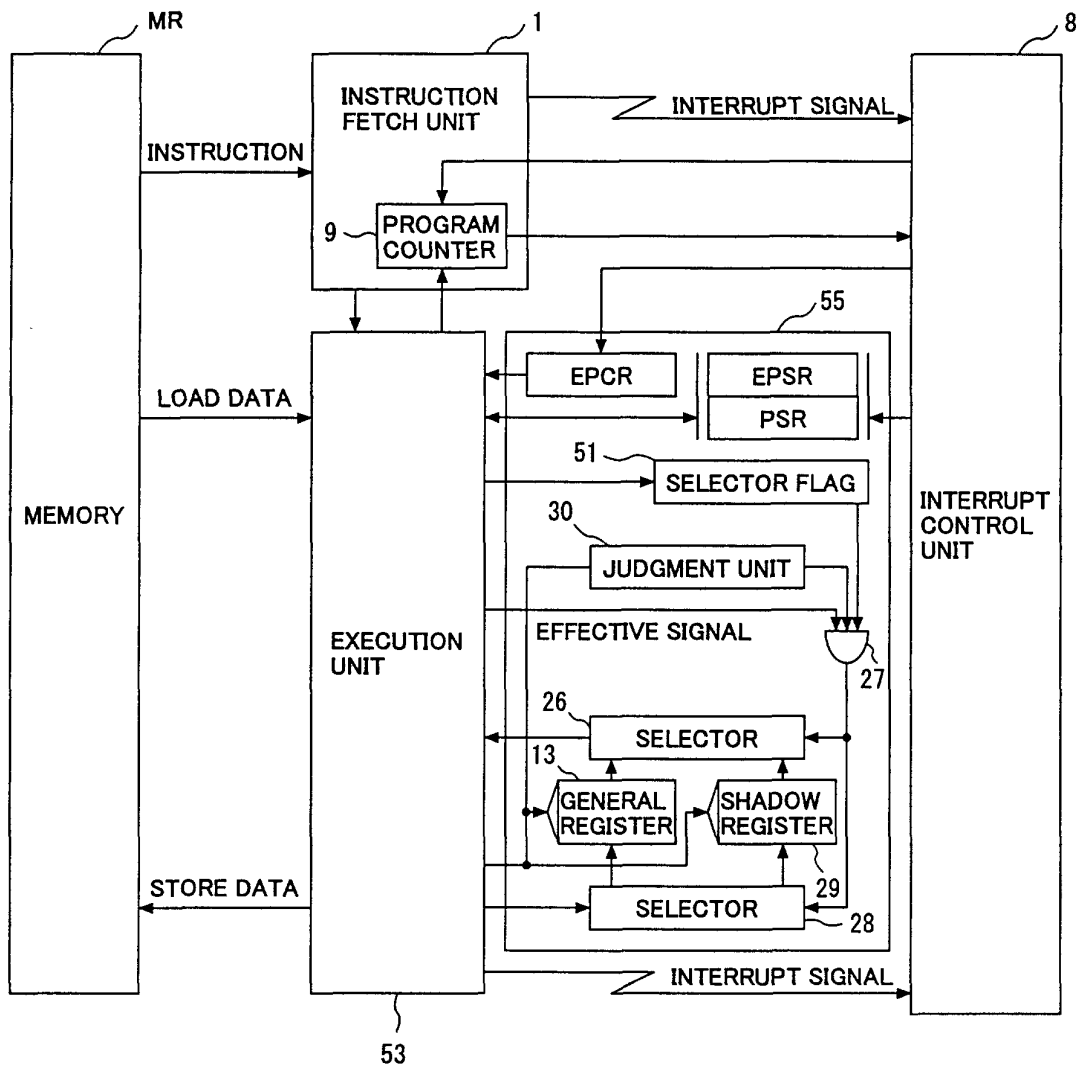 MR
1
8
INSTRUCTION
FETCH UNIT
INTERRUPT SIGNAL
INSTRUCTION
9
PROGRAM
COUNTER
55
EPCR
EPSR
PSR
LOAD DATA
51
SELECTOR FLAG
MEMORY
INTERRUPT
CONTROL
UNIT
30
JUDGMENT UNIT
EFFECTIVE SIGNAL
EXECUTION
UNIT
27
26
SELECTOR
13
GENERAL
REGISTER
SHADOW
REGISTER
29
STORE DATA
SELECTOR
28
INTERRUPT SIGNAL
53